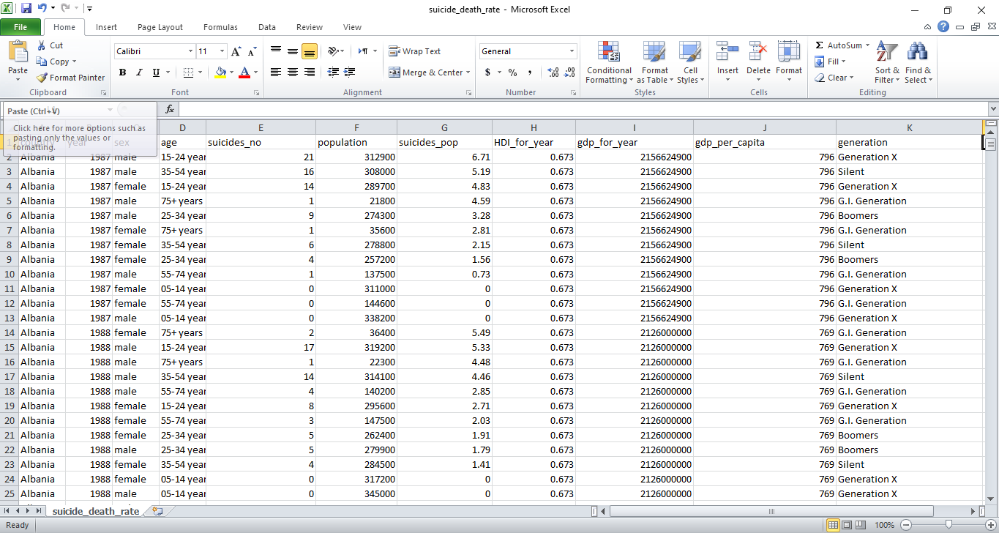 suicide_death_rate - Microsoft Excel
File Home Insert Page Layout Formulas Data Review View
Cut Calibri 11 Wrap Text General AutoSum
Copy Fill
Paste Format Painter Merge & Center Conditional Formatting Format as Table Cell Styles Insert Delete Format Clear Sort & Filter Find & Select
Clipboard Font Alignment Number Styles Cells Editing
Paste (Ctrl+V)
Click here for more options such as
pasting only the values or
formatting.
D E F G H I J K
1 country year sex age suicides_no population suicides_pop HDI_for_year gdp_for_year gdp_per_capita generation
2 Albania 1987 male 15-24 year 21 312900 6.71 0.673 2156624900 796 Generation X
3 Albania 1987 male 35-54 year 16 308000 5.19 0.673 2156624900 796 Silent
4 Albania 1987 female 15-24 year 14 289700 4.83 0.673 2156624900 796 Generation X
5 Albania 1987 male 75+ years 1 21800 4.59 0.673 2156624900 796 G.I. Generation
6 Albania 1987 male 25-34 year 9 274300 3.28 0.673 2156624900 796 Boomers
7 Albania 1987 female 75+ years 1 35600 2.81 0.673 2156624900 796 G.I. Generation
8 Albania 1987 female 35-54 year 6 278800 2.15 0.673 2156624900 796 Silent
9 Albania 1987 female 25-34 year 4 257200 1.56 0.673 2156624900 796 Boomers
10 Albania 1987 male 55-74 year 1 137500 0.73 0.673 2156624900 796 G.I. Generation
11 Albania 1987 female 05-14 year 0 311000 0 0.673 2156624900 796 Generation X
12 Albania 1987 female 55-74 year 0 144600 0 0.673 2156624900 796 G.I. Generation
13 Albania 1987 male 05-14 year 0 338200 0 0.673 2156624900 796 Generation X
14 Albania 1988 female 75+ years 2 36400 5.49 0.673 2126000000 769 G.I. Generation
15 Albania 1988 male 15-24 year 17 319200 5.33 0.673 2126000000 769 Generation X
16 Albania 1988 male 75+ years 1 22300 4.48 0.673 2126000000 769 G.I. Generation
17 Albania 1988 male 35-54 year 14 314100 4.46 0.673 2126000000 769 Silent
18 Albania 1988 male 55-74 year 4 140200 2.85 0.673 2126000000 769 G.I. Generation
19 Albania 1988 female 15-24 year 8 295600 2.71 0.673 2126000000 769 Generation X
20 Albania 1988 female 55-74 year 3 147500 2.03 0.673 2126000000 769 G.I. Generation
21 Albania 1988 female 25-34 year 5 262400 1.91 0.673 2126000000 769 Boomers
22 Albania 1988 male 25-34 year 5 279900 1.79 0.673 2126000000 769 Boomers
23 Albania 1988 female 35-54 year 4 284500 1.41 0.673 2126000000 769 Silent
24 Albania 1988 female 05-14 year 0 317200 0 0.673 2126000000 769 Generation X
25 Albania 1988 male 05-14 year 0 345000 0 0.673 2126000000 769 Generation X
suicide_death_rate
Ready 100%